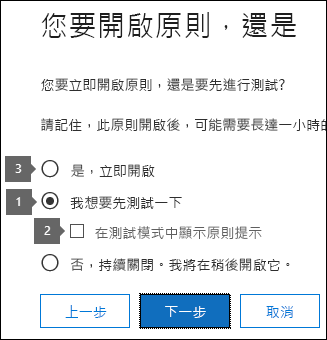 您要開啟原則，還是
您要立即開啟原則，還是要先進行測試?
請記住，此原則開啟後，可能需要長達一小時的
3 是，立即開啟
1 我想要先測試一下
2 在測試模式中顯示原則提示
否，持續關閉。我將在稍後開啟它。
上一步 下一步 取消